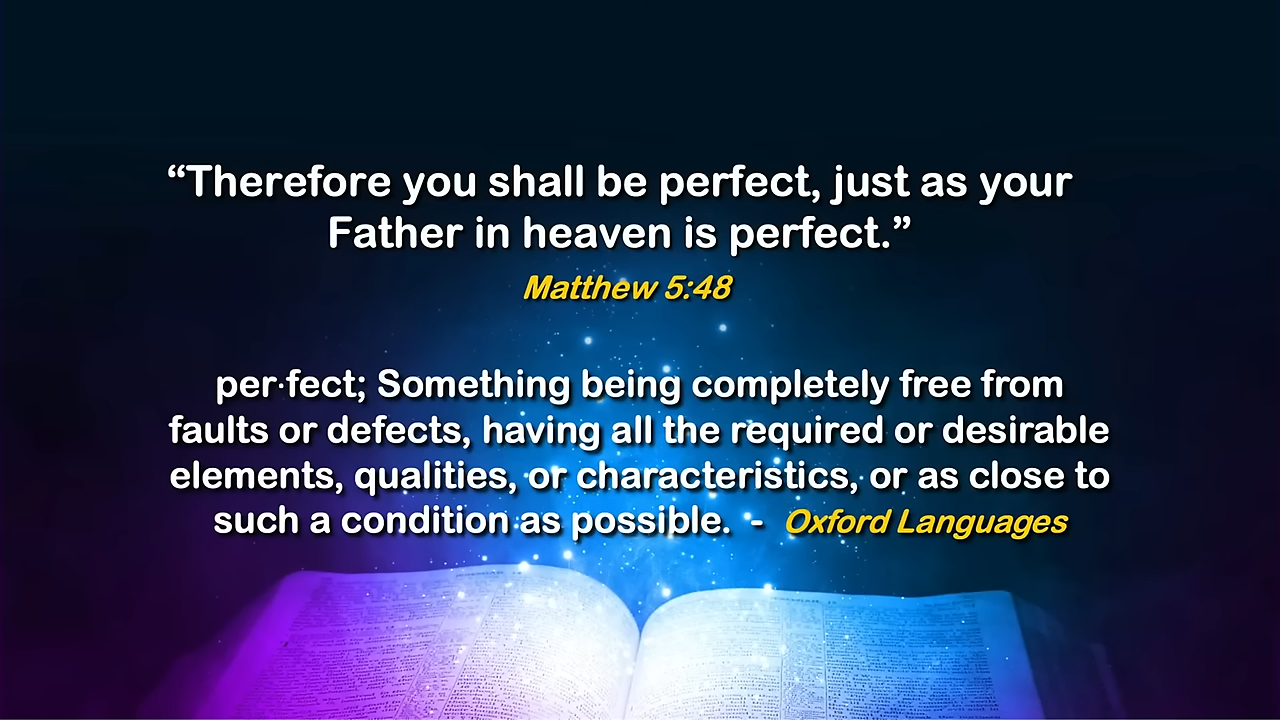 “Therefore you shall be perfect, just as your
Father in heaven is perfect.”
Matthew 5:48
per·fect; Something being completely free from
faults or defects, having all the required or desirable
elements, qualities, or characteristics, or as close to
such a condition as possible. - Oxford Languages